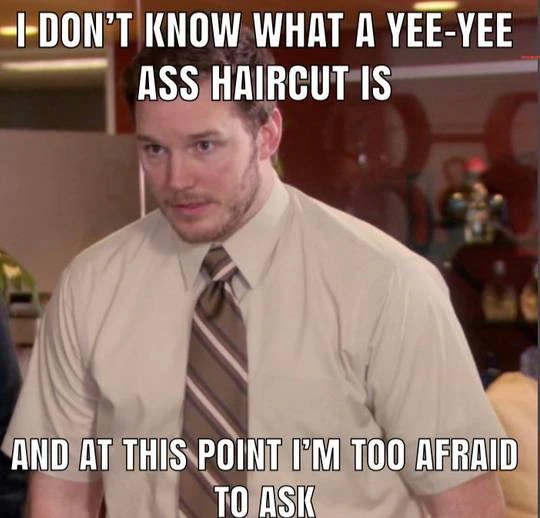 I DON'T KNOW WHAT A YEE-YEE
ASS HAIRCUT IS
AND AT THIS POINT I'M TOO AFRAID
TO ASK